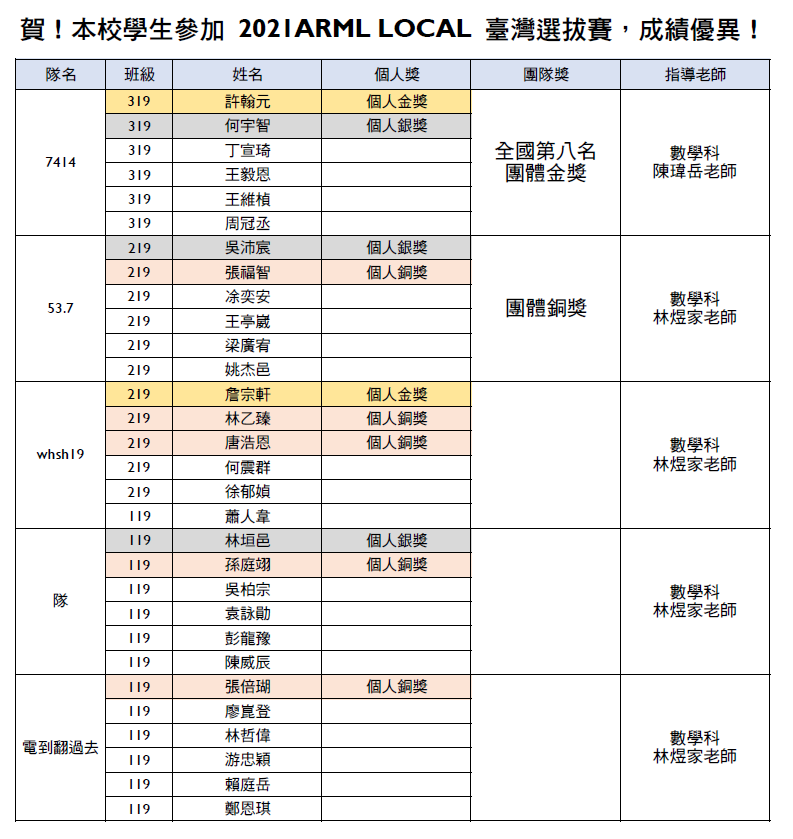 賀！本校學生參加 2021ARML LOCAL 臺灣選拔賽，成績優異！
隊名 班級 姓名 個人獎 團隊獎 指導老師
7414
319 許翰元 個人金獎
319 何宇智 個人銀獎
319 丁宣琦
319 王毅恩
319 王維楨
319 周冠丞
全國第八名
團體金獎
數學科
陳瑋岳老師
53.7
219 吳沛宸 個人銀獎
219 張福智 個人銅獎
219 凃奕安
219 王亭崴
219 梁廣宥
219 姚杰邑
團體銅獎
數學科
林煜家老師
whsh19
219 詹宗軒 個人金獎
219 林乙臻 個人銅獎
219 唐浩恩 個人銅獎
219 何震群
219 徐郁媜
119 蕭人韋
數學科
林煜家老師
隊
119 林垣邑 個人銀獎
119 孫庭翊 個人銅獎
119 吳柏宗
119 袁詠勛
119 彭龍豫
119 陳威辰
數學科
林煜家老師
電到翻過去
119 張倍瑚 個人銅獎
119 廖崑登
119 林哲偉
119 游忠穎
119 賴庭岳
119 鄭恩琪
數學科
林煜家老師